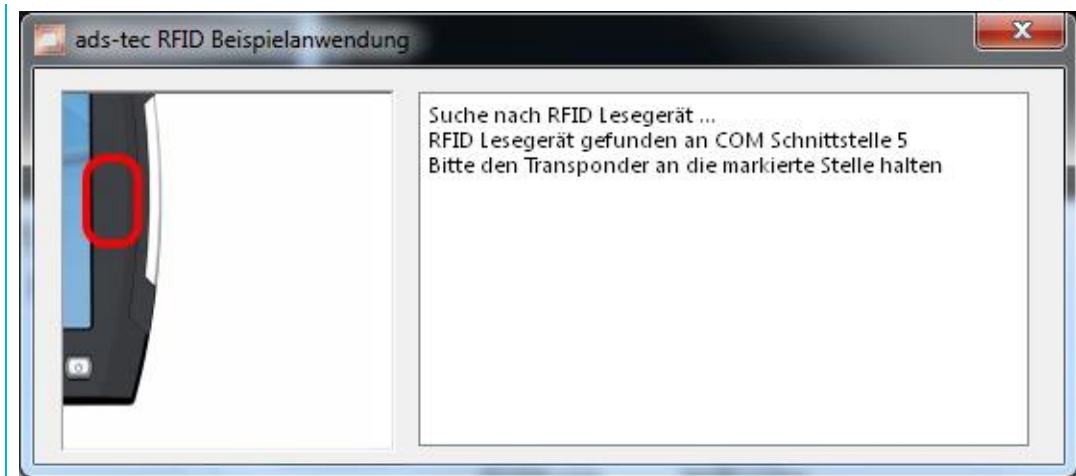 ads-tec RFID Beispielanwendung
Suche nach RFID Lesegerät ...
RFID Lesegerät gefunden an COM Schnittstelle 5
Bitte den Transponder an die markierte Stelle halten